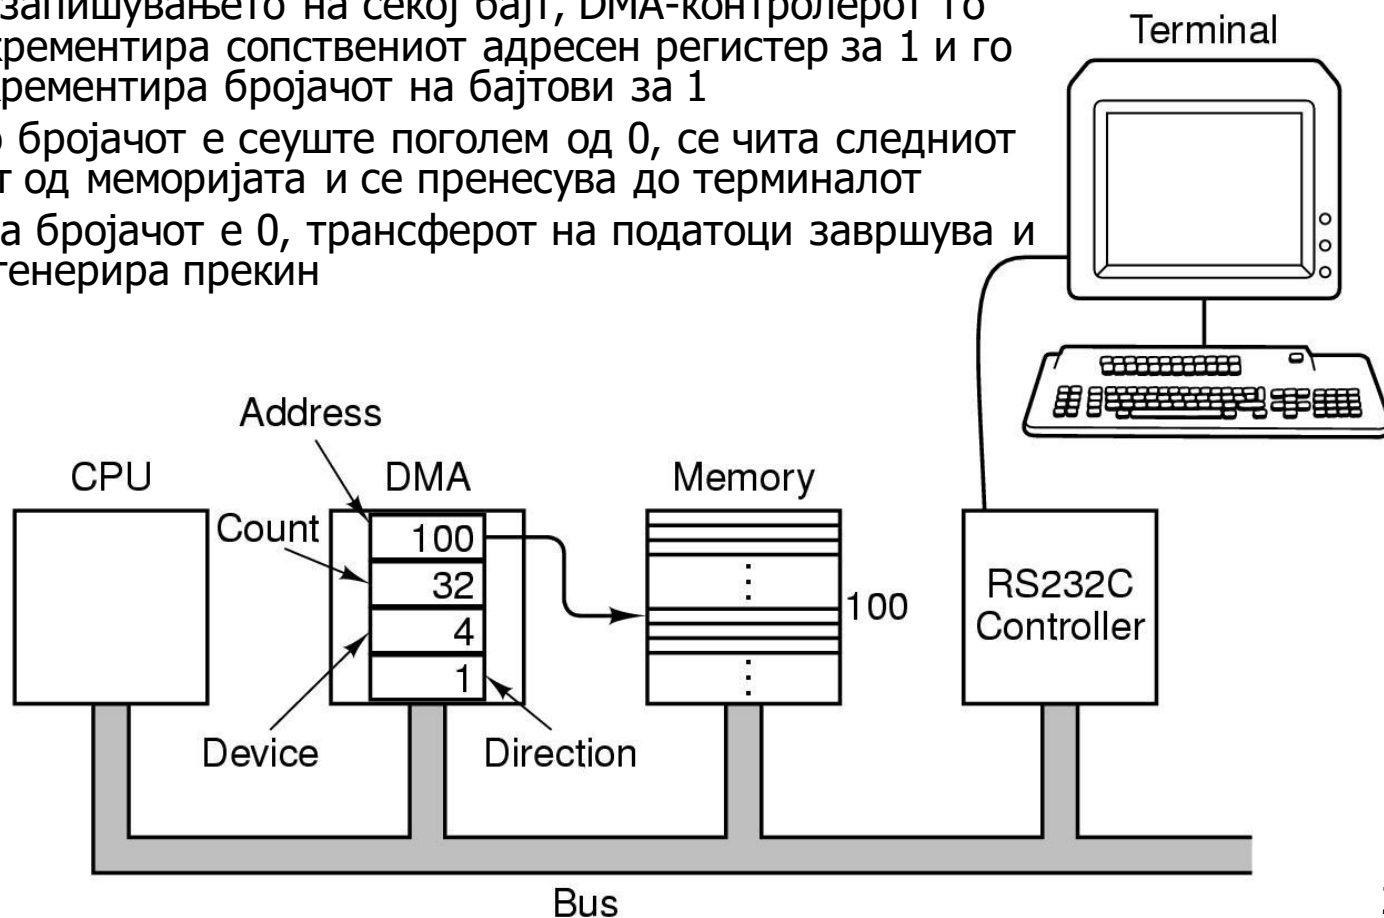 запишувањето на секој бајт, DMA-контролерот го
крементира сопствениот адресен регистер за 1 и го
крементира бројачот на бајтови за 1
бројачот е сеуште поголем од 0, се чита следниот
т од меморијата и се пренесува до терминалот
а бројачот е 0, трансферот на податоци завршува и
генерира прекин
Terminal
Address
CPU
DMA
Memory
Count
100
32
4
1
100
RS232C
Controller
Device
Direction
Bus